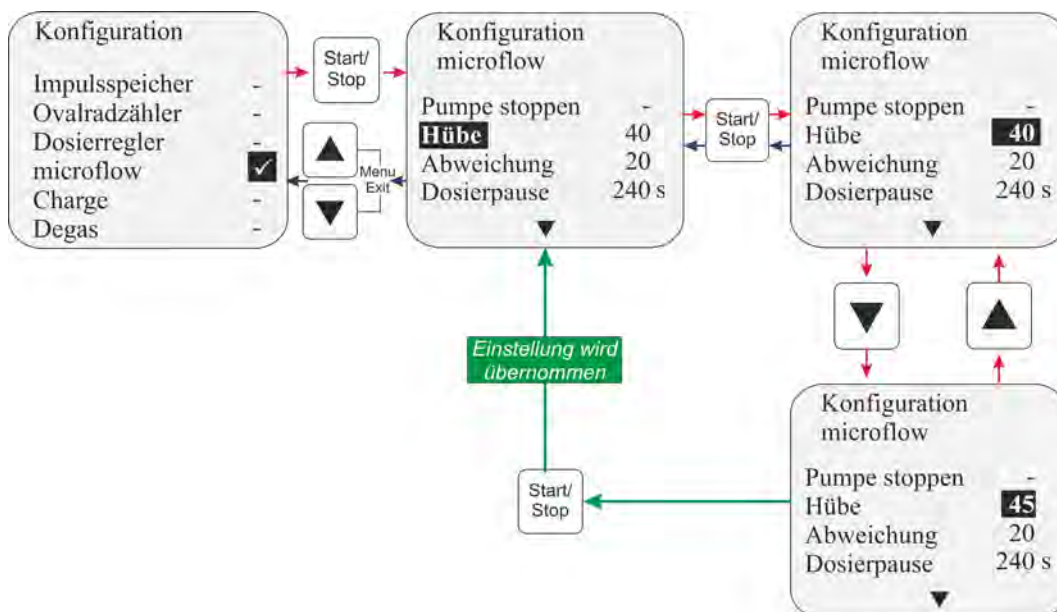 Konfiguration
Impulsspeicher -
Ovalradzähler -
Dosierregler -
microflow ✓
Charge -
Degas -
Start/
Stop
Menu
Exit
Konfiguration
microflow
Pumpe stoppen -
Hübe 40
Abweichung 20
Dosierpause 240 s
Start/
Stop
Konfiguration
microflow
Pumpe stoppen -
Hübe 40
Abweichung 20
Dosierpause 240 s
Einstellung wird
übernommen
Start/
Stop
Konfiguration
microflow
Pumpe stoppen -
Hübe 45
Abweichung 20
Dosierpause 240 s